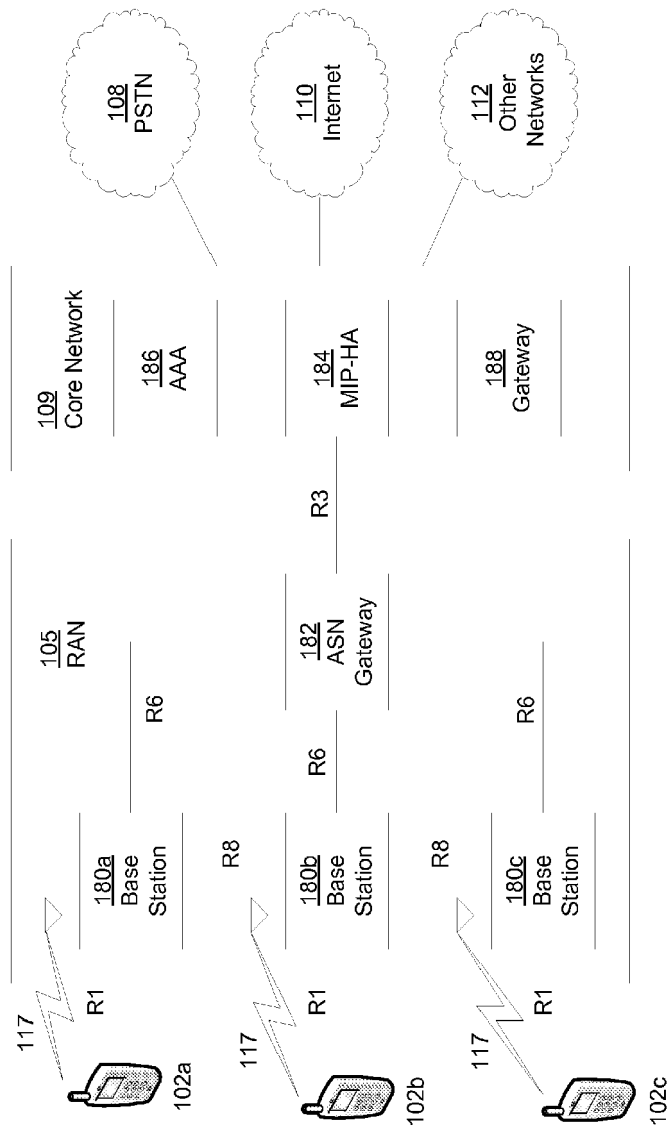 108
PSTN
110
Internet
112
Other
Networks
109
Core Network
186
AAA
184
MIP-HA
188
Gateway
R3
105
RAN
182
ASN
Gateway
R6
R6
R6
180a
Base
Station
R8
180b
Base
Station
R8
180c
Base
Station
117
R1
117
R1
117
R1
102a
102b
102c